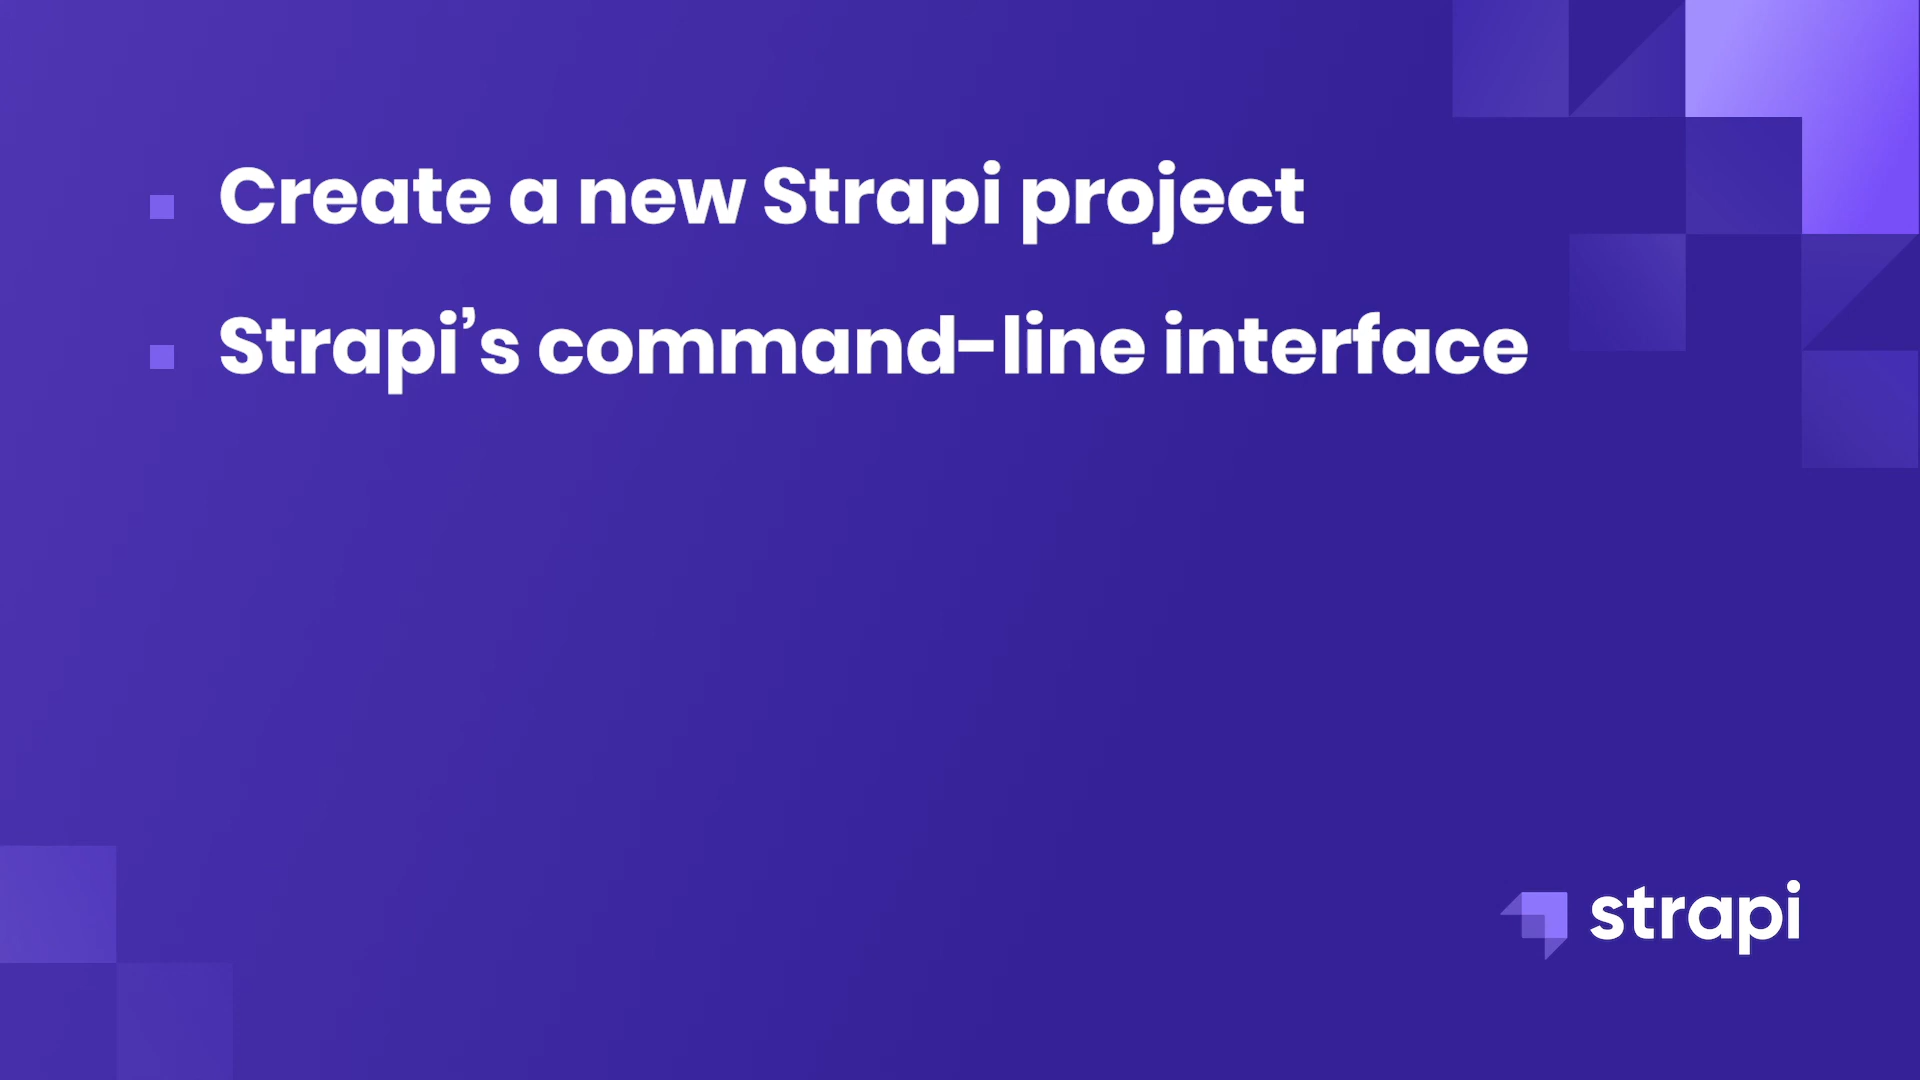 Create a new Strapi project
Strapi’s command-line interface
strapi